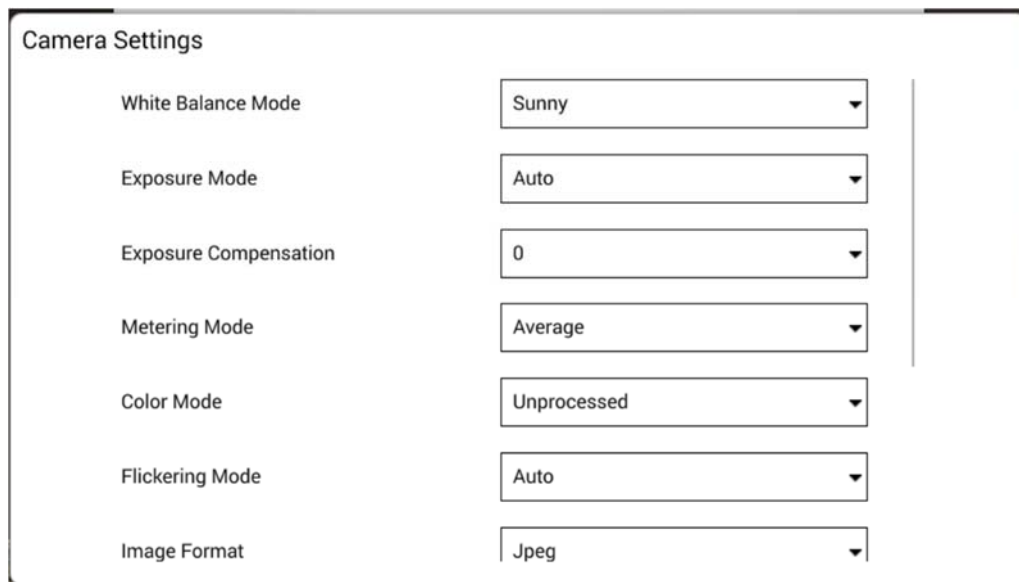 Camera Settings
White Balance Mode Sunny
Exposure Mode Auto
Exposure Compensation 0
Metering Mode Average
Color Mode Unprocessed
Flickering Mode Auto
Image Format Jpeg